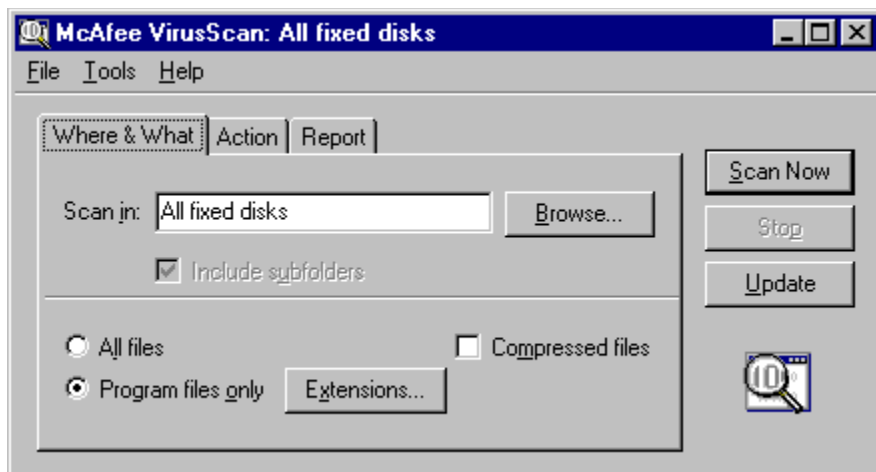 McAfee VirusScan: All fixed disks
File Tools Help
Where & What Action Report
Scan in: All fixed disks Browse...
Include subfolders
All files Compressed files
Program files only Extensions...
Scan Now
Stop
Update